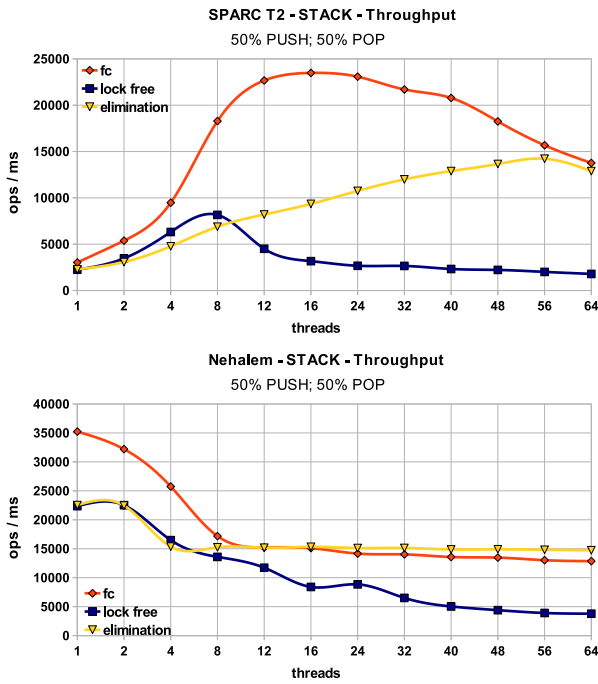 SPARC T2 - STACK - Throughput
50% PUSH; 50% POP
25000
20000
15000
10000
5000
0
ops / ms
fc
lock free
elimination
1 2 4 8 12 16 24 32 40 48 56 64
threads
Nehalem - STACK - Throughput
50% PUSH; 50% POP
40000
35000
30000
25000
20000
15000
10000
5000
0
ops / ms
fc
lock free
elimination
1 2 4 8 12 16 24 32 40 48 56 64
threads